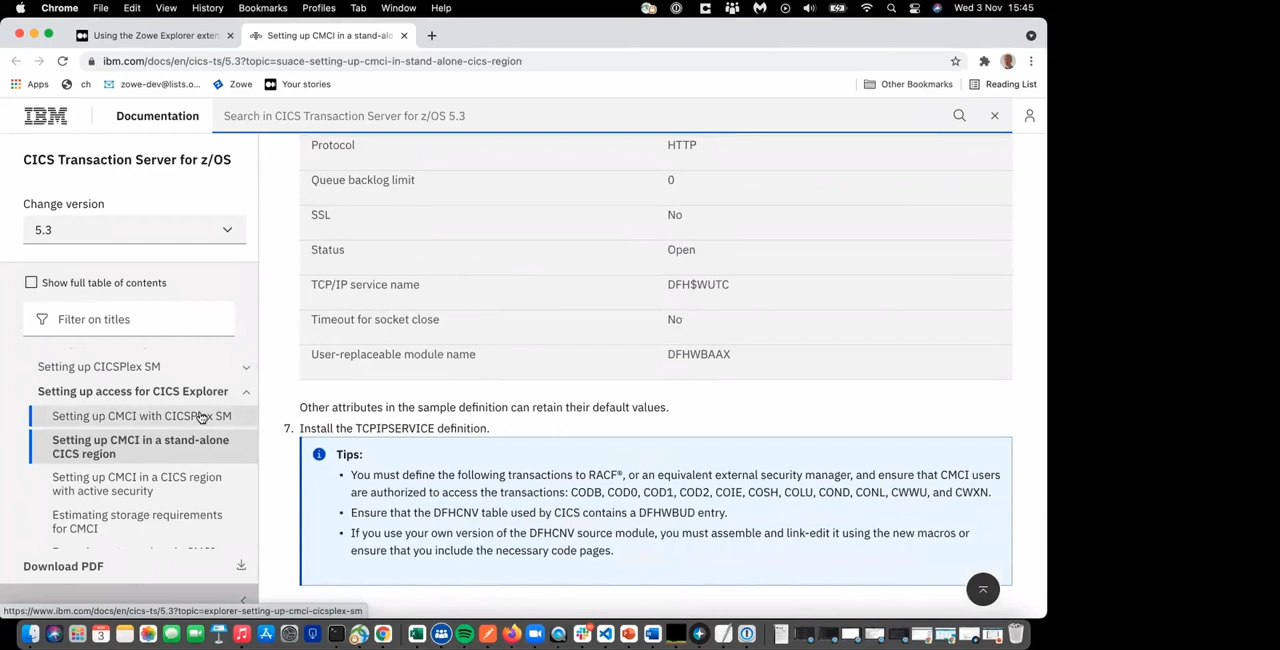 Chrome File Edit View History Bookmarks Profiles Tab Window Help Wed 3 Nov 15:45
Using the Zowe Explorer exten Setting up CMCI in a stand-alo
ibm.com/docs/en/cics-ts/5.3?topic=suace-setting-up-cmci-in-stand-alone-cics-region
Apps ch zowe-dev@lists.o... Zowe Your stories Other Bookmarks Reading List
IBM Documentation Search in CICS Transaction Server for z/OS 5.3
CICS Transaction Server for z/OS
Change version
5.3
Show full table of contents
Filter on titles
Setting up CICSPlex SM
Setting up access for CICS Explorer
Setting up CMCI with CICSPlex SM
Setting up CMCI in a stand-alone
CICS region
Setting up CMCI in a CICS region
with active security
Estimating storage requirements
for CMCI
Download PDF
Protocol HTTP
Queue backlog limit 0
SSL No
Status Open
TCP/IP service name DFH$WUTC
Timeout for socket close No
User-replaceable module name DFHWBAAX
Other attributes in the sample definition can retain their default values.
7. Install the TCPIPSERVICE definition.
Tips:
• You must define the following transactions to RACF®, or an equivalent external security manager, and ensure that CMCI users
are authorized to access the transactions: CODB, COD0, COD1, COD2, COIE, COSH, COLU, COND, CONL, CWWU, and CWXN.
• Ensure that the DFHCNV table used by CICS contains a DFHWBUD entry.
• If you use your own version of the DFHCNV source module, you must assemble and link-edit it using the new macros or
ensure that you include the necessary code pages.
https://www.ibm.com/docs/en/cics-ts/5.3?topic=explorer-setting-up-cmci-cicsplex-sm